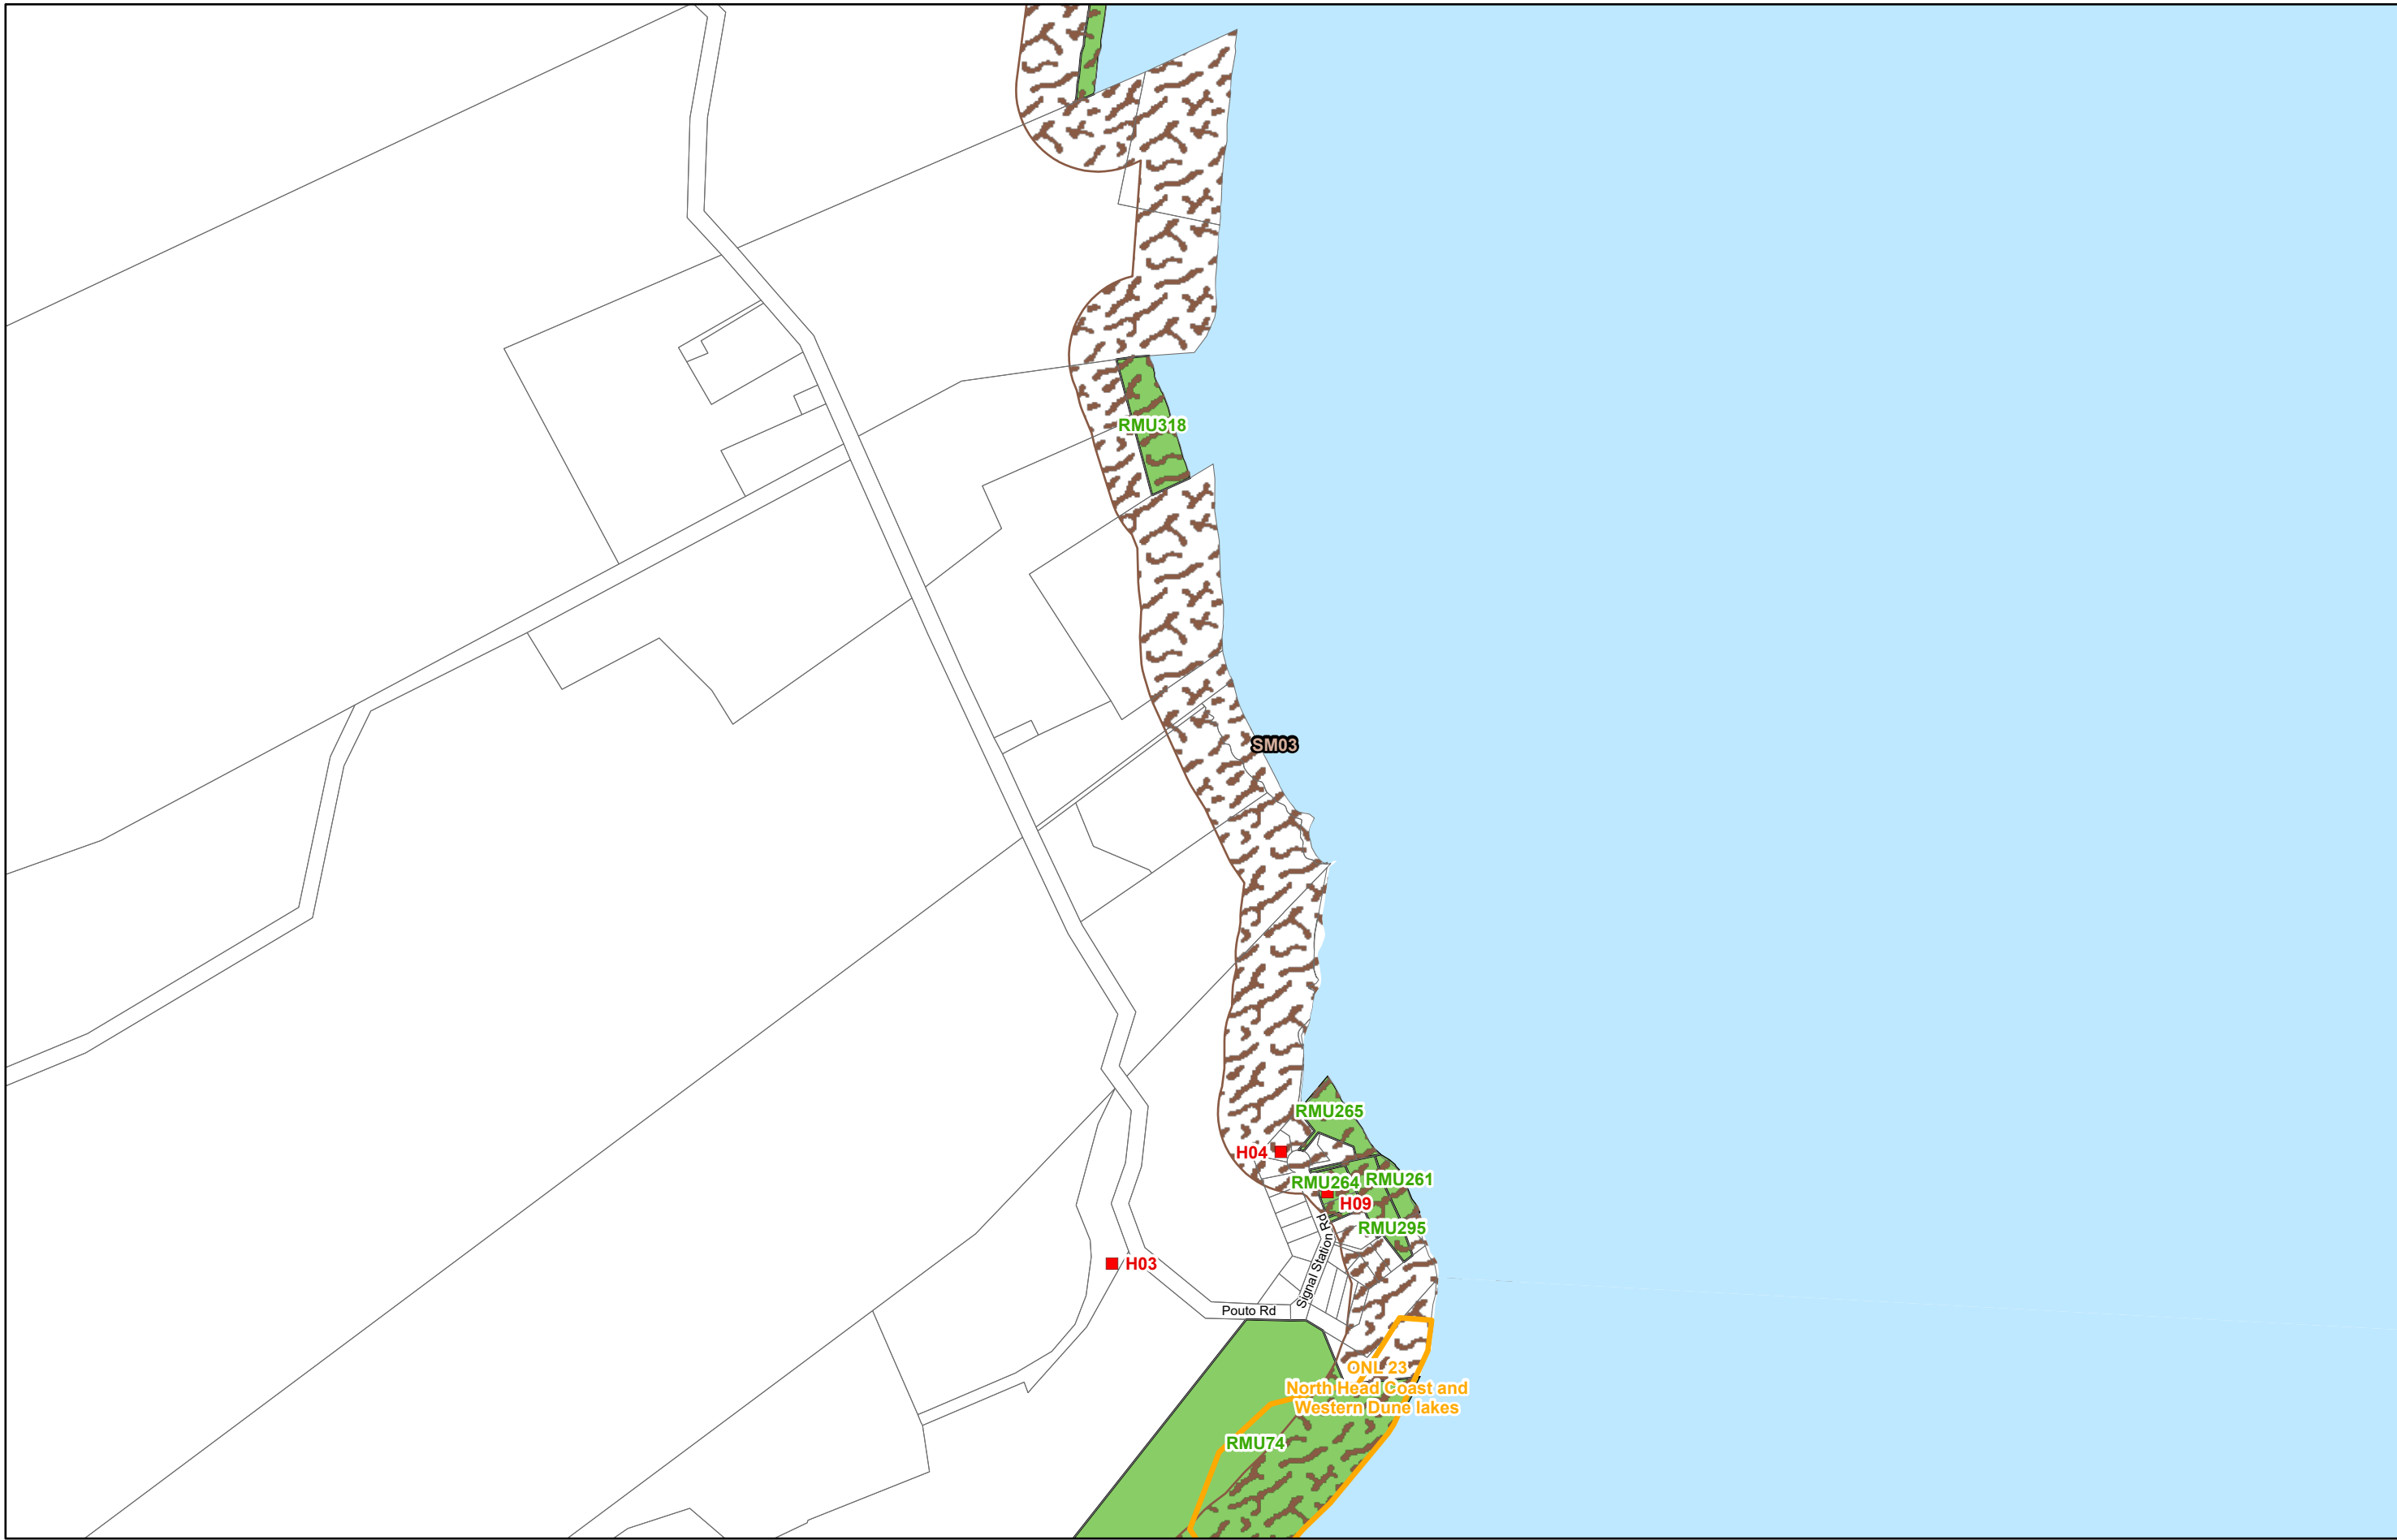 RMU318
SM03
RMU265
H04
RMU264
RMU261
H09
RMU295
Signal Station Rd
H03
Pouto Rd
ONL 23
North Head Coast and
Western Dune lakes
RMU74